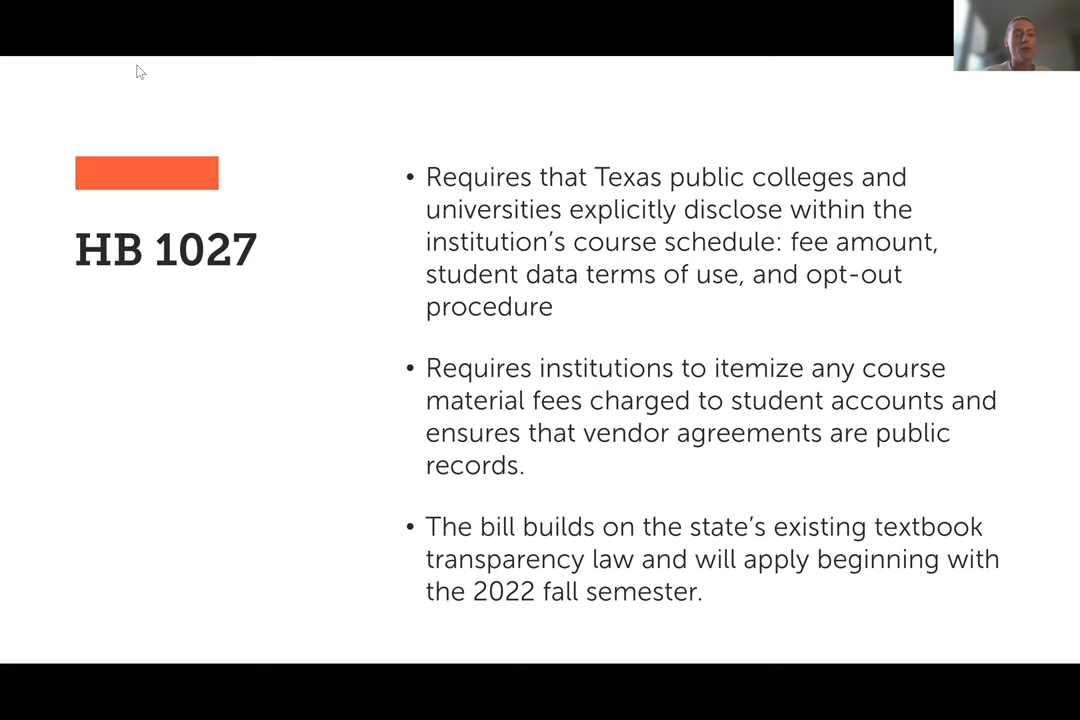 HB 1027
• Requires that Texas public colleges and
universities explicitly disclose within the
institution’s course schedule: fee amount,
student data terms of use, and opt-out
procedure
• Requires institutions to itemize any course
material fees charged to student accounts and
ensures that vendor agreements are public
records.
• The bill builds on the state’s existing textbook
transparency law and will apply beginning with
the 2022 fall semester.